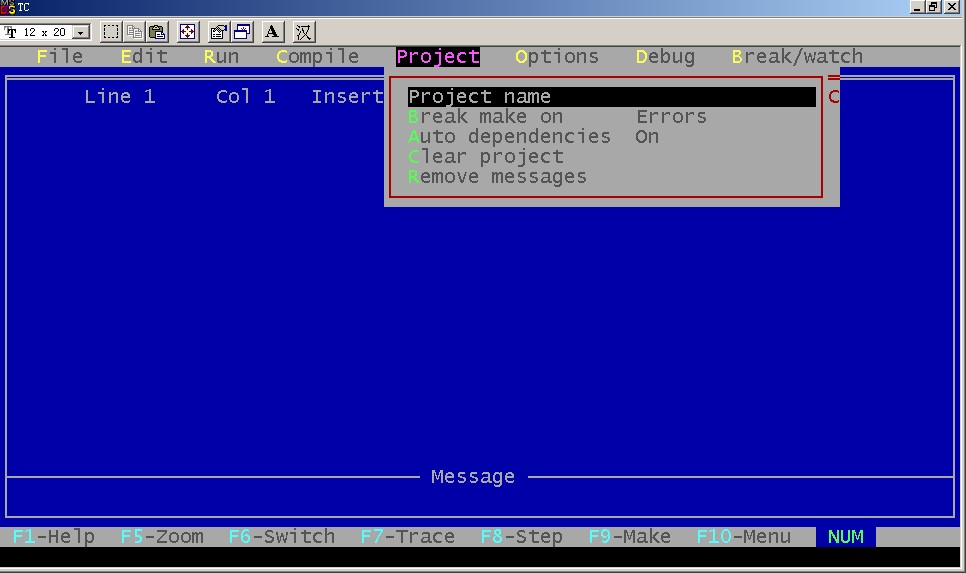 TC
12 x 20 A 汉
File Edit Run Compile Project Options Debug Break/watch
Line 1 Col 1 Insert C
Project name
Break make on Errors
Auto dependencies On
Clear project
Remove messages
Message
F1-Help F5-Zoom F6-Switch F7-Trace F8-Step F9-Make F10-Menu NUM